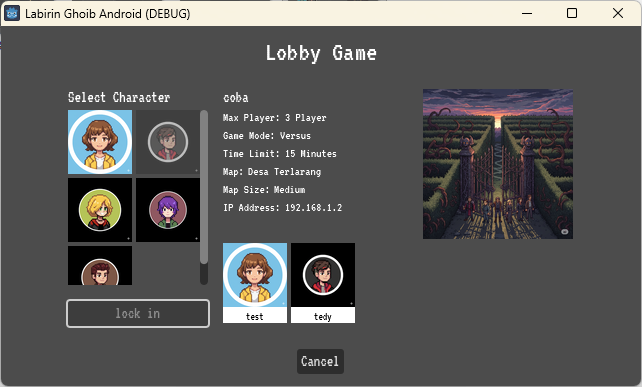 Labirin Ghoib Android (DEBUG)
Lobby Game
Select Character
coba
Max Player: 3 Player
Game Mode: Versus
Time Limit: 15 Minutes
Map: Desa Terlarang
Map Size: Medium
IP Address: 192.168.1.2
lock in
test
tedy
Cancel